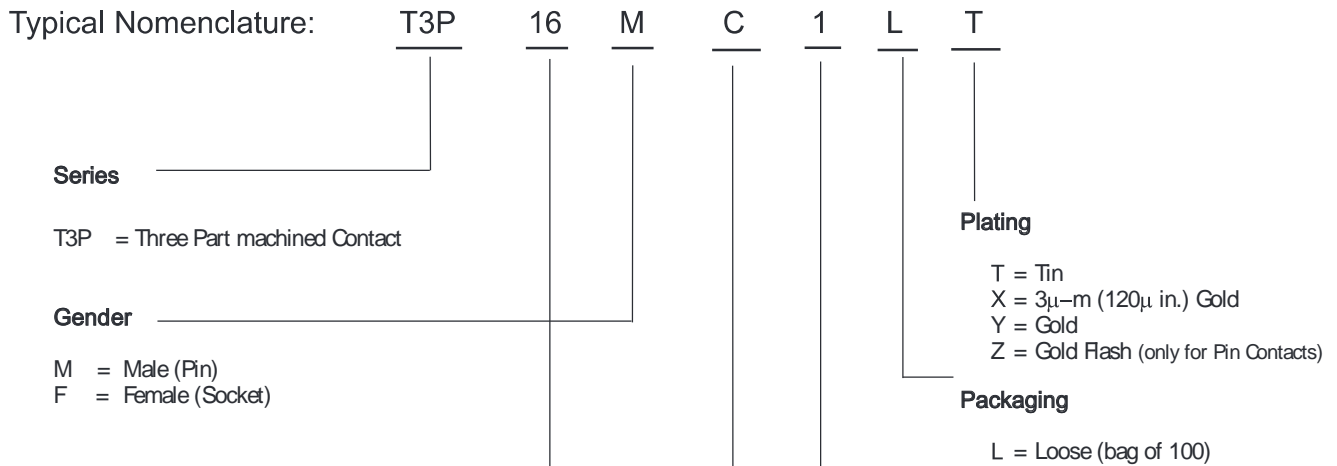 Typical Nomenclature: T3P 16 M C 1 L T
Series
T3P = Three Part machined Contact
Gender
M = Male (Pin)
F = Female (Socket)
Plating
T = Tin
X = 3μ–m (120μ in.) Gold
Y = Gold
Z = Gold Flash (only for Pin Contacts)
Packaging
L = Loose (bag of 100)